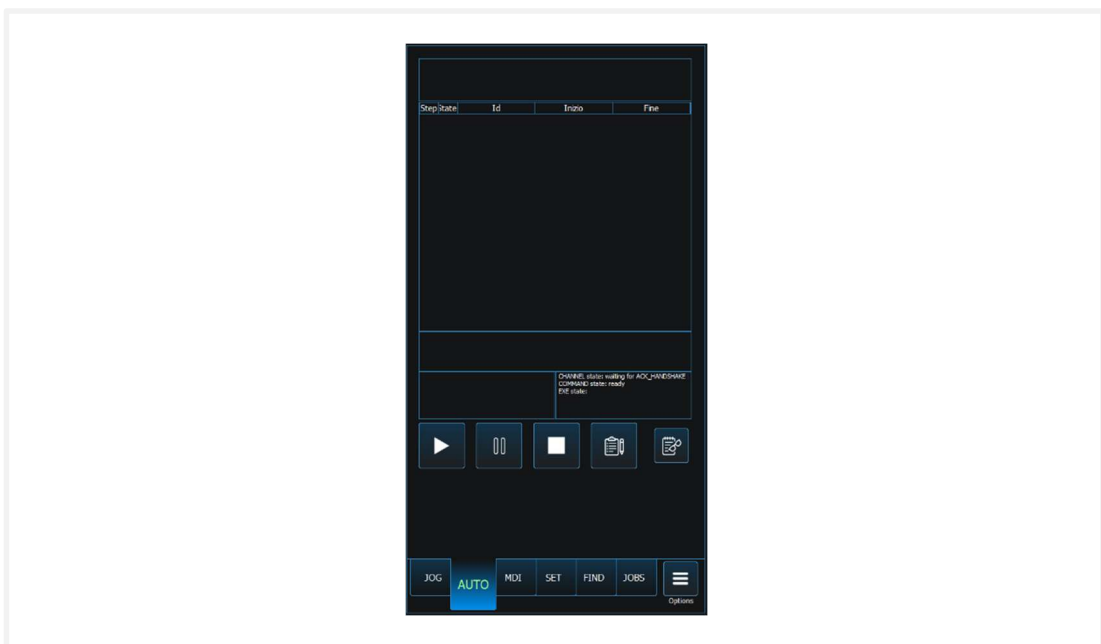 Step State Id Inizio Fine
CHANNEL state: waiting for ACK_HANDSHAKE
COMMAND state: ready
EXE state:
JOG AUTO MDI SET FIND JOBS
Options